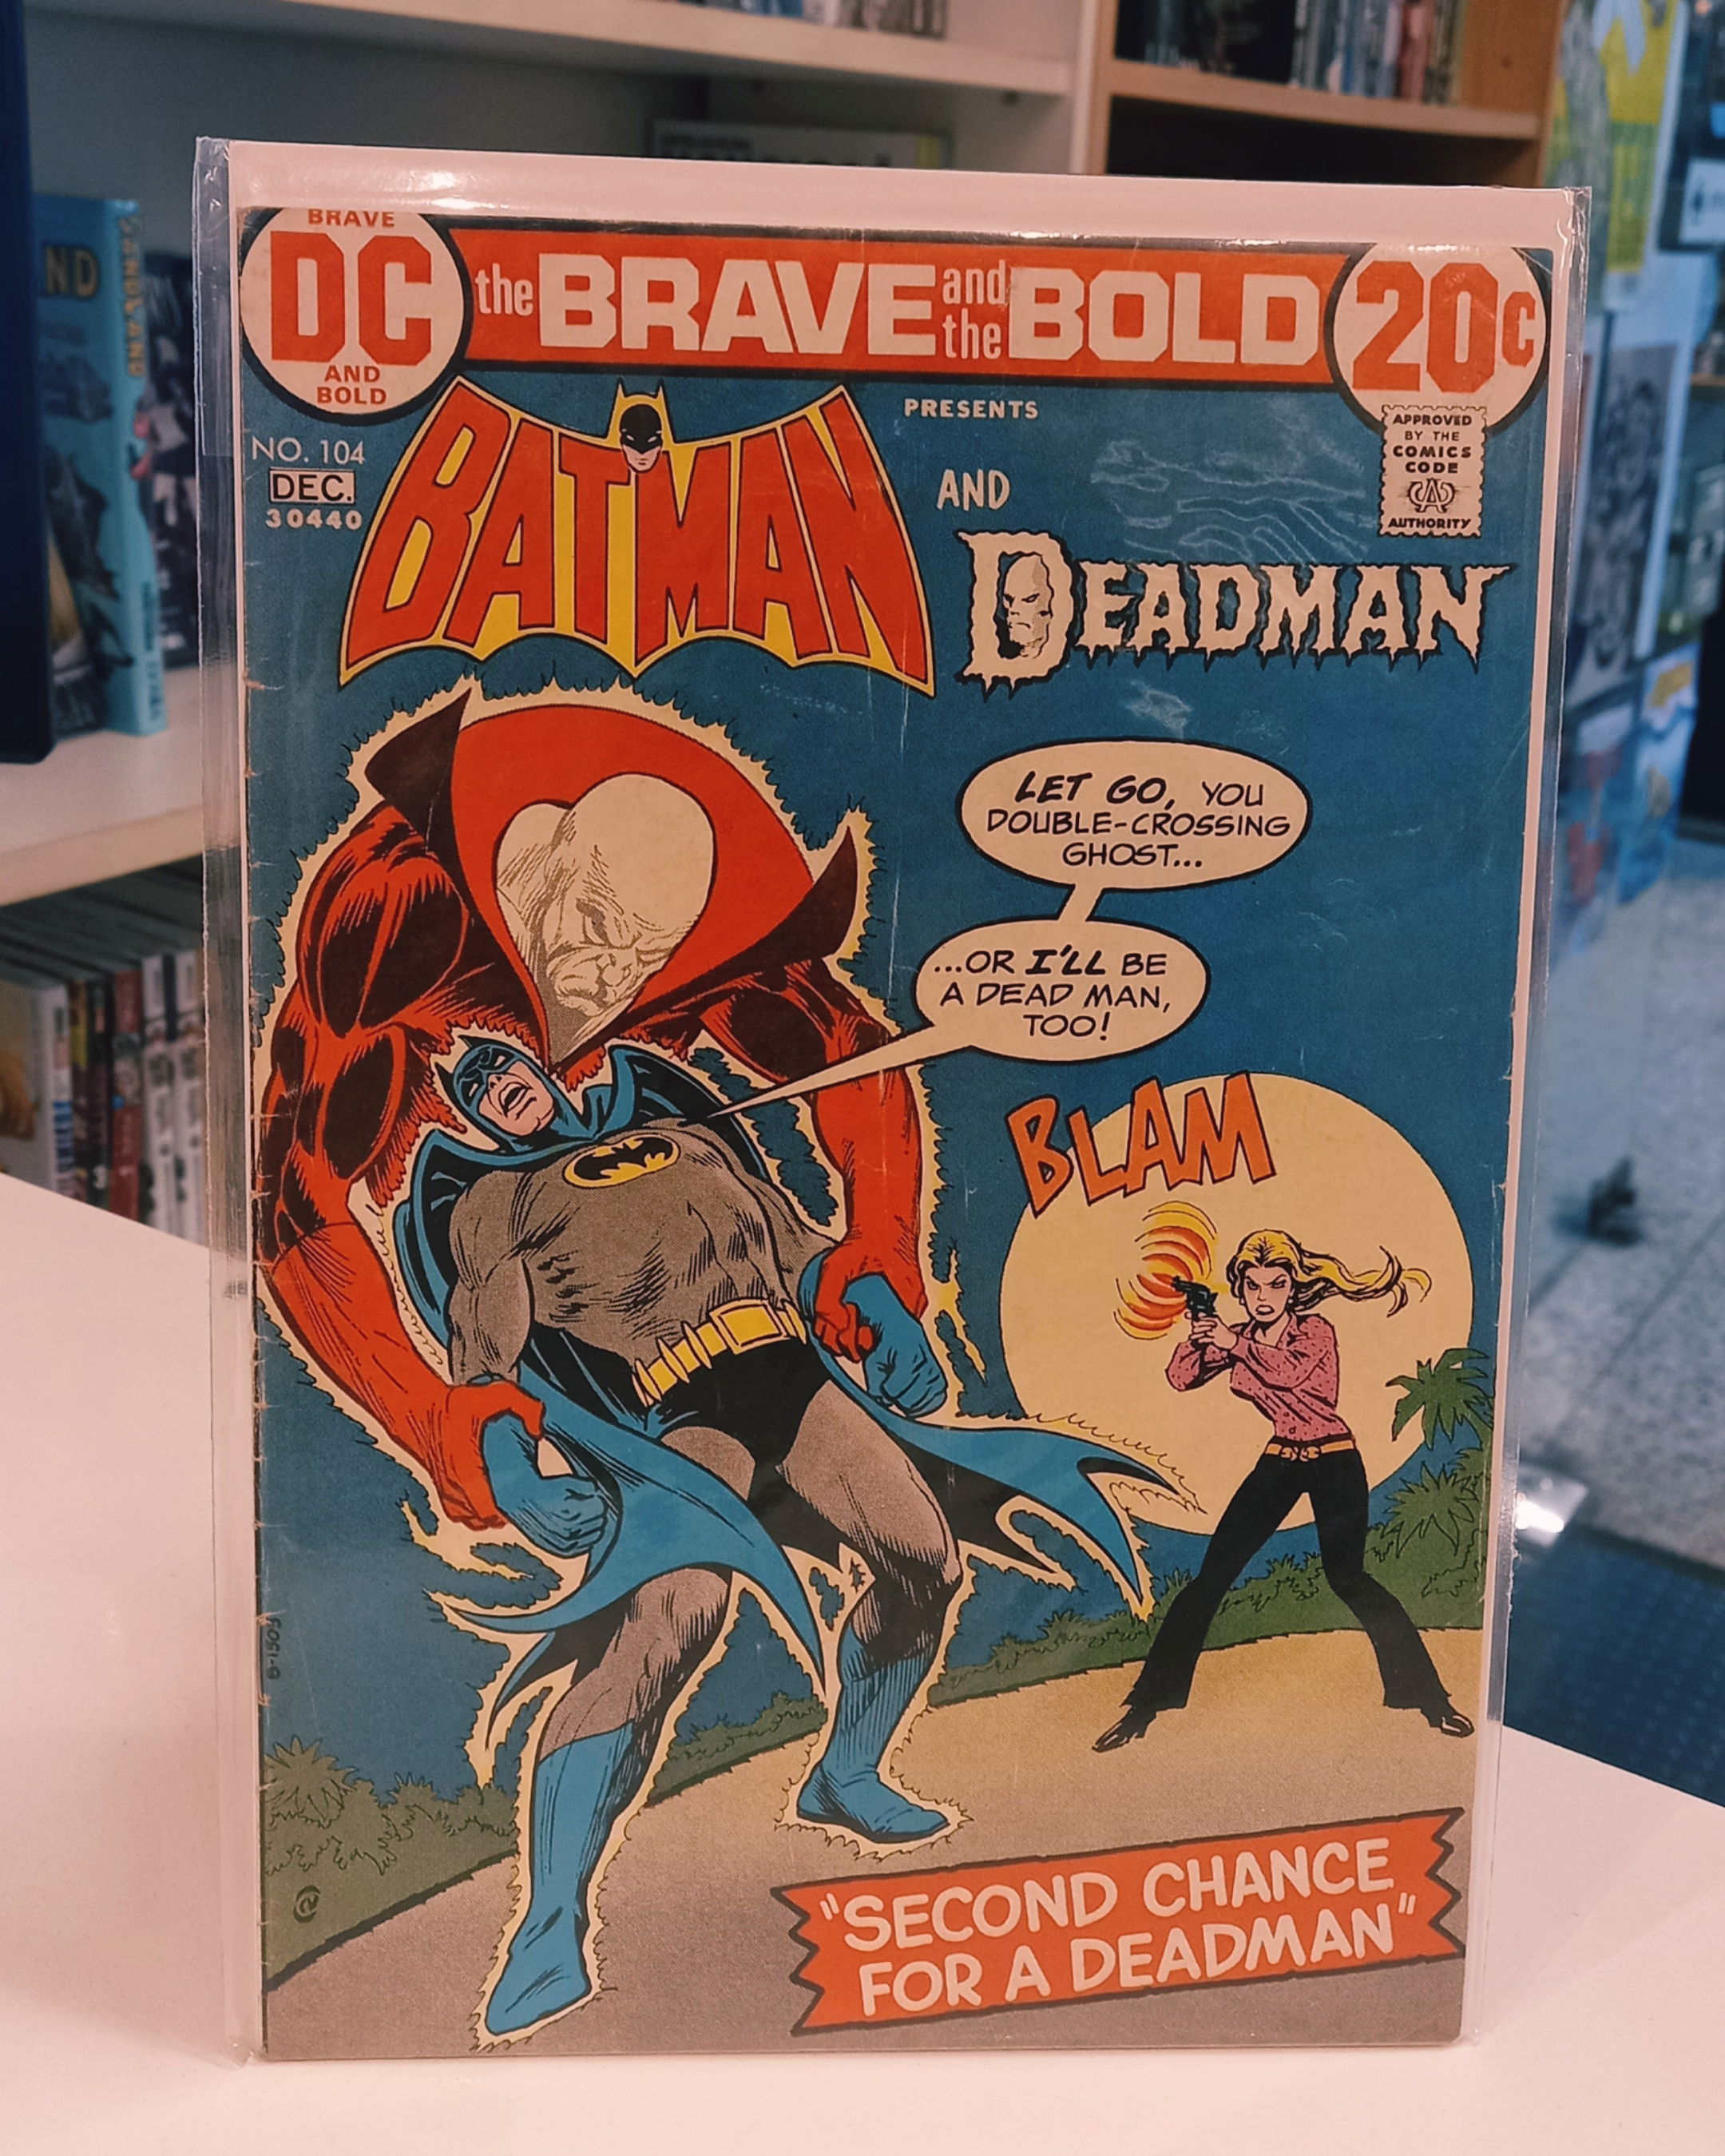 BRAVE
DC
AND
BOLD
the BRAVE and the BOLD
20c
APPROVED
BY THE
COMICS
CODE
CA
AUTHORITY
NO. 104
DEC.
30440
BATMAN
PRESENTS
AND
DEADMAN
LET GO, YOU
DOUBLE-CROSSING
GHOST...
...OR I'LL BE
A DEAD MAN,
TOO!
BLAM
"SECOND CHANCE
FOR A DEADMAN"